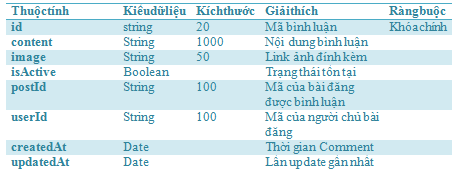 Thuộctính Kiểudữliệu Kíchthước Giảithích Ràngbuộc
id string 20 Mã bình luận Khóachính
content String 1000 Nội dung bình luận
image String 50 Link ảnh đính kèm
isActive Boolean Trạng thái tồn tại
postId String 100 Mã của bài đăng
được bình luận
userId String 100 Mã của người chủ bài
đăng
createdAt Date Thời gian Comment
updatedAt Date Lần update gần nhất